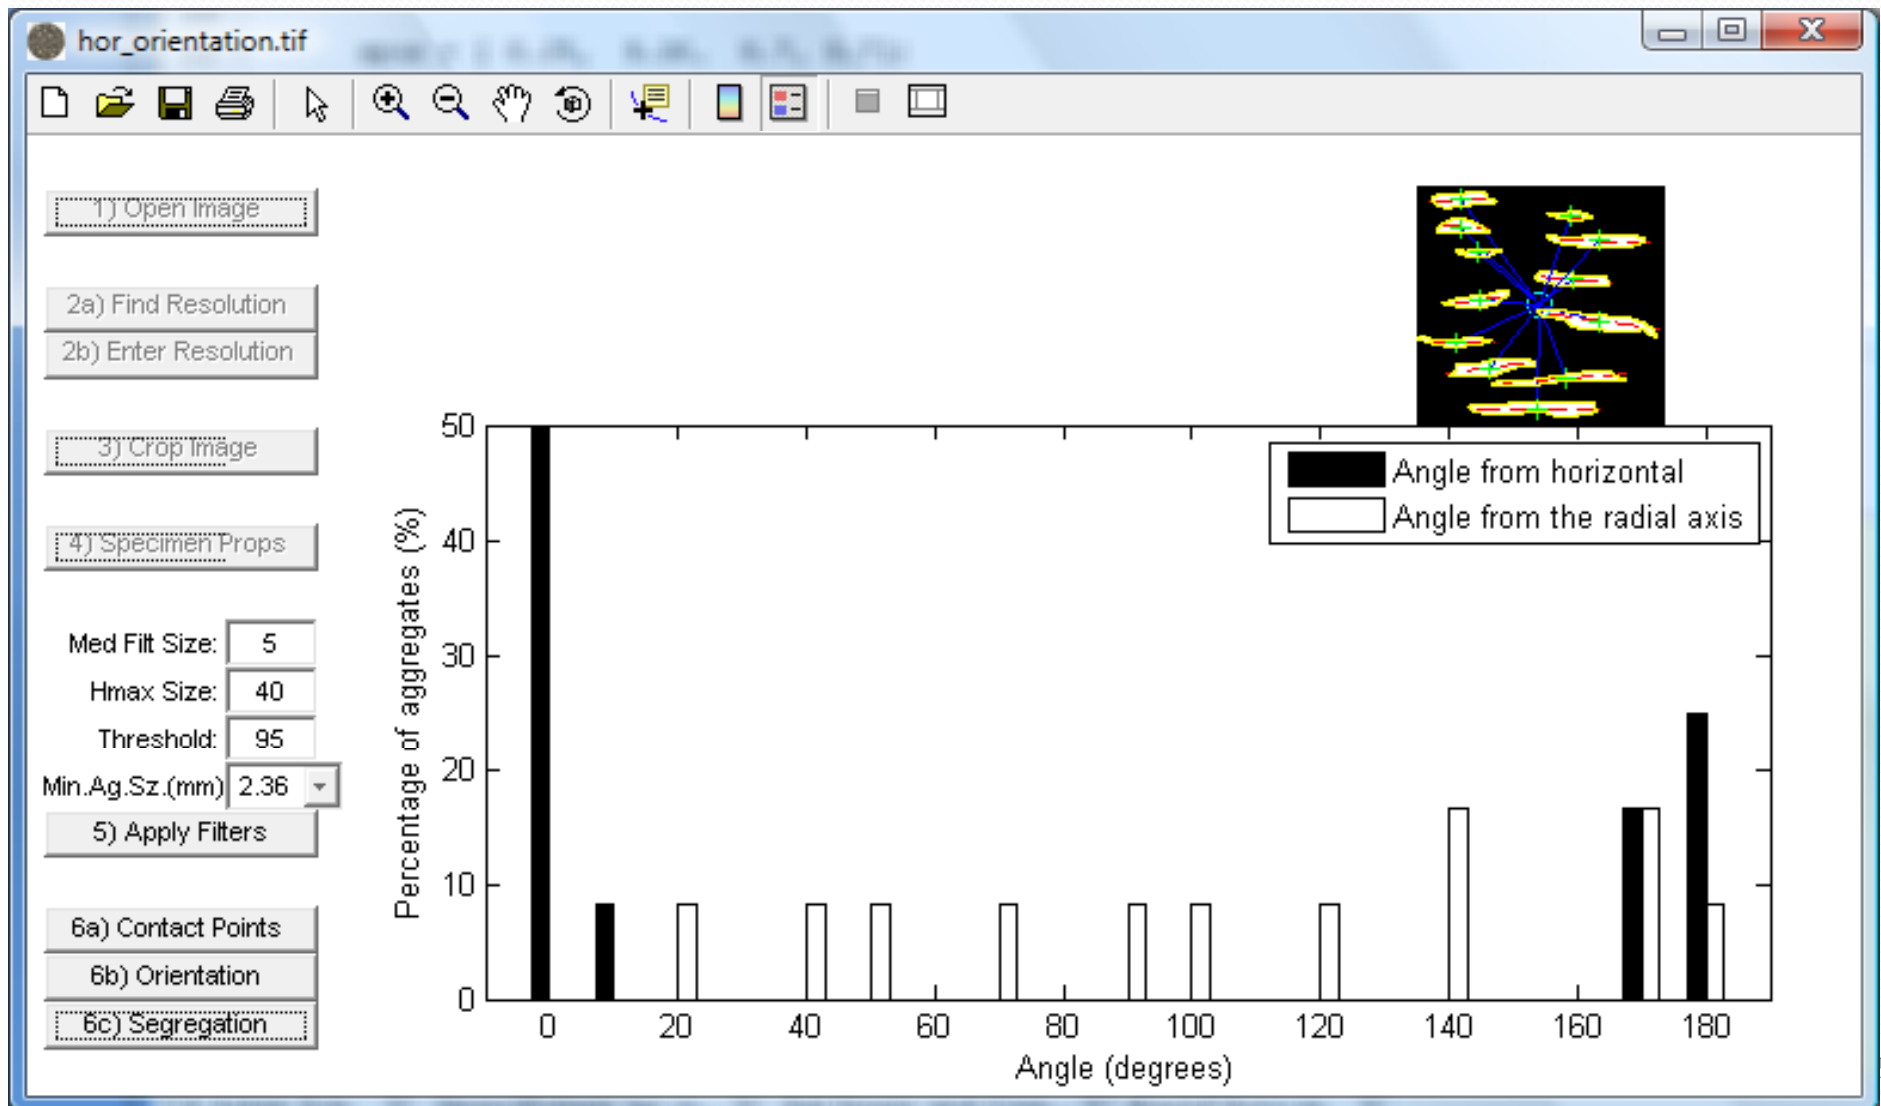 hor_orientation.tif
1) Open Image
2a) Find Resolution
2b) Enter Resolution
3) Crop Image
4) Specimen Props
Med Filt Size: 5
Hmax Size: 40
Threshold: 95
Min.Ag.Sz.(mm) 2.36
5) Apply Filters
6a) Contact Points
6b) Orientation
6c) Segregation
Angle from horizontal
Angle from the radial axis
Percentage of aggregates (%)
50
40
30
20
10
0
0 20 40 60 80 100 120 140 160 180
Angle (degrees)